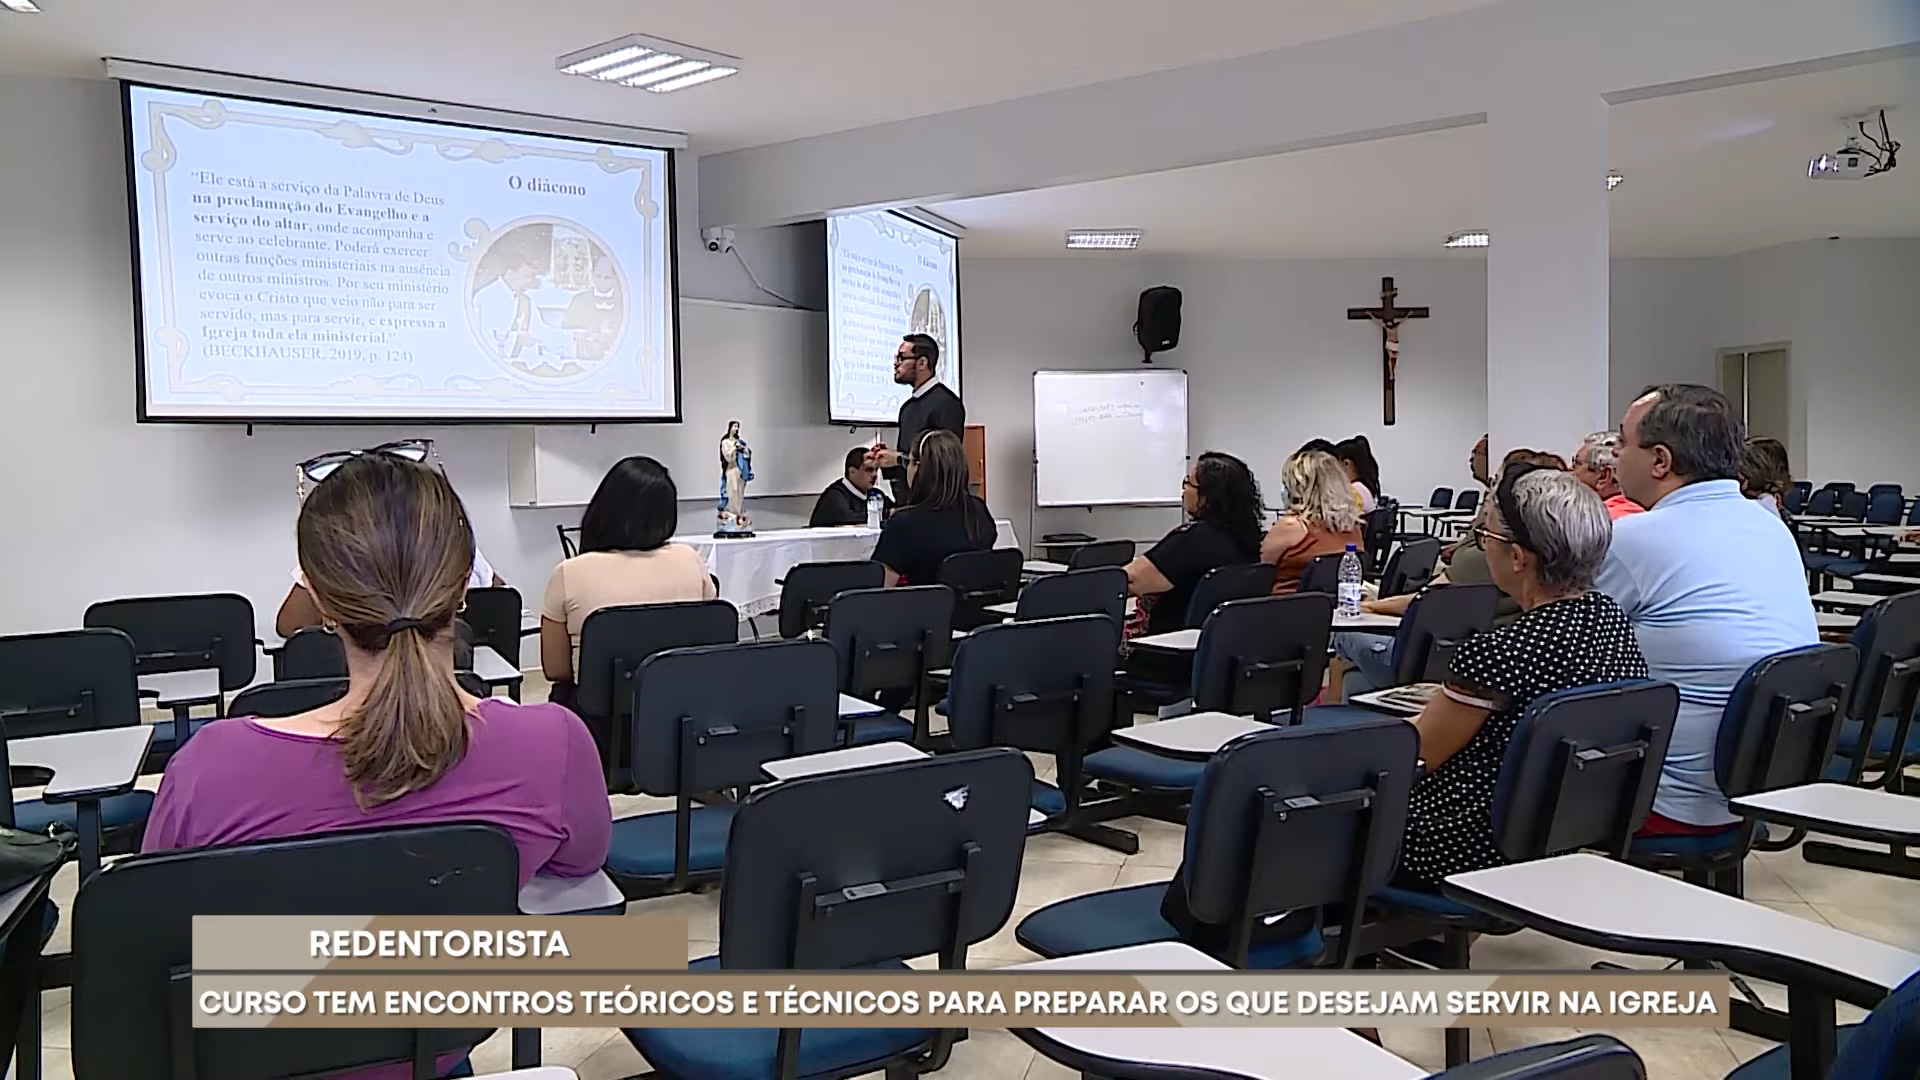 “Ele está a serviço da Palavra de Deus
na proclamação do Evangelho e a
serviço do altar, onde acompanha e
serve ao celebrante. Poderá exercer
outras funções ministeriais na ausência
de outros ministros. Por seu ministério
evoca o Cristo que veio não para ser
servido, mas para servir, e expressa a
Igreja toda ela ministerial.”
(BECKHAUSER, 2019, p. 124)
O diácono
O diácono
REDENTORISTA
CURSO TEM ENCONTROS TEÓRICOS E TÉCNICOS PARA PREPARAR OS QUE DESEJAM SERVIR NA IGREJA